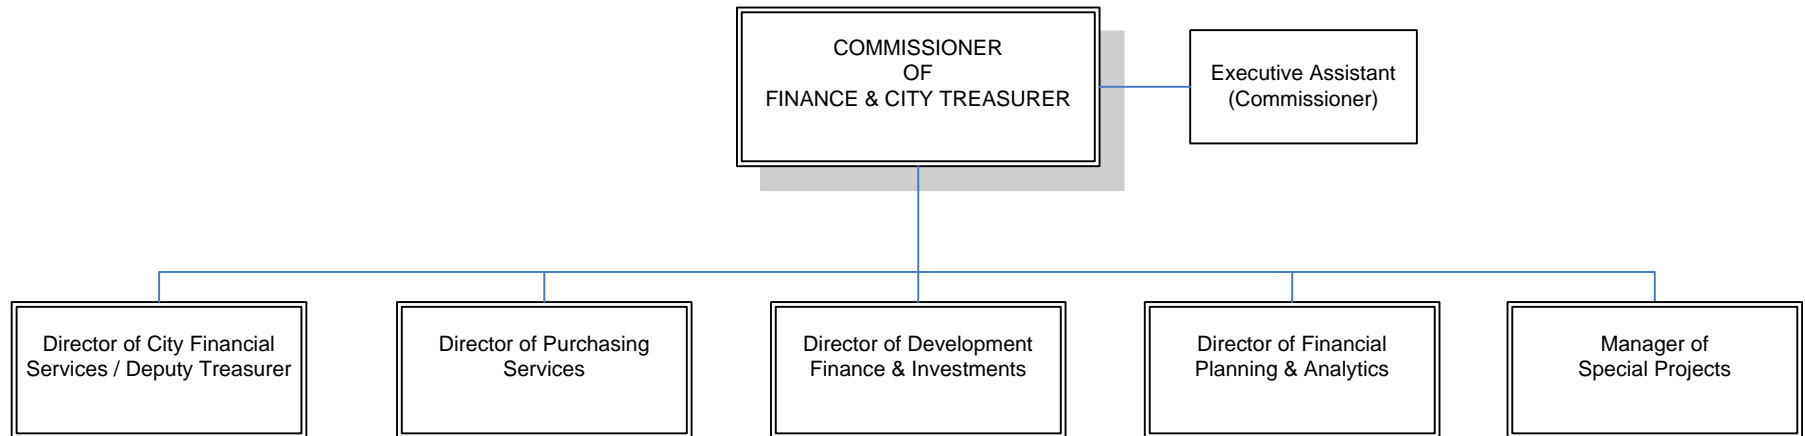 COMMISSIONER
OF
FINANCE & CITY TREASURER
Executive Assistant
(Commissioner)
Director of City Financial
Services / Deputy Treasurer
Director of Purchasing
Services
Director of Development
Finance & Investments
Director of Financial
Planning & Analytics
Manager of
Special Projects